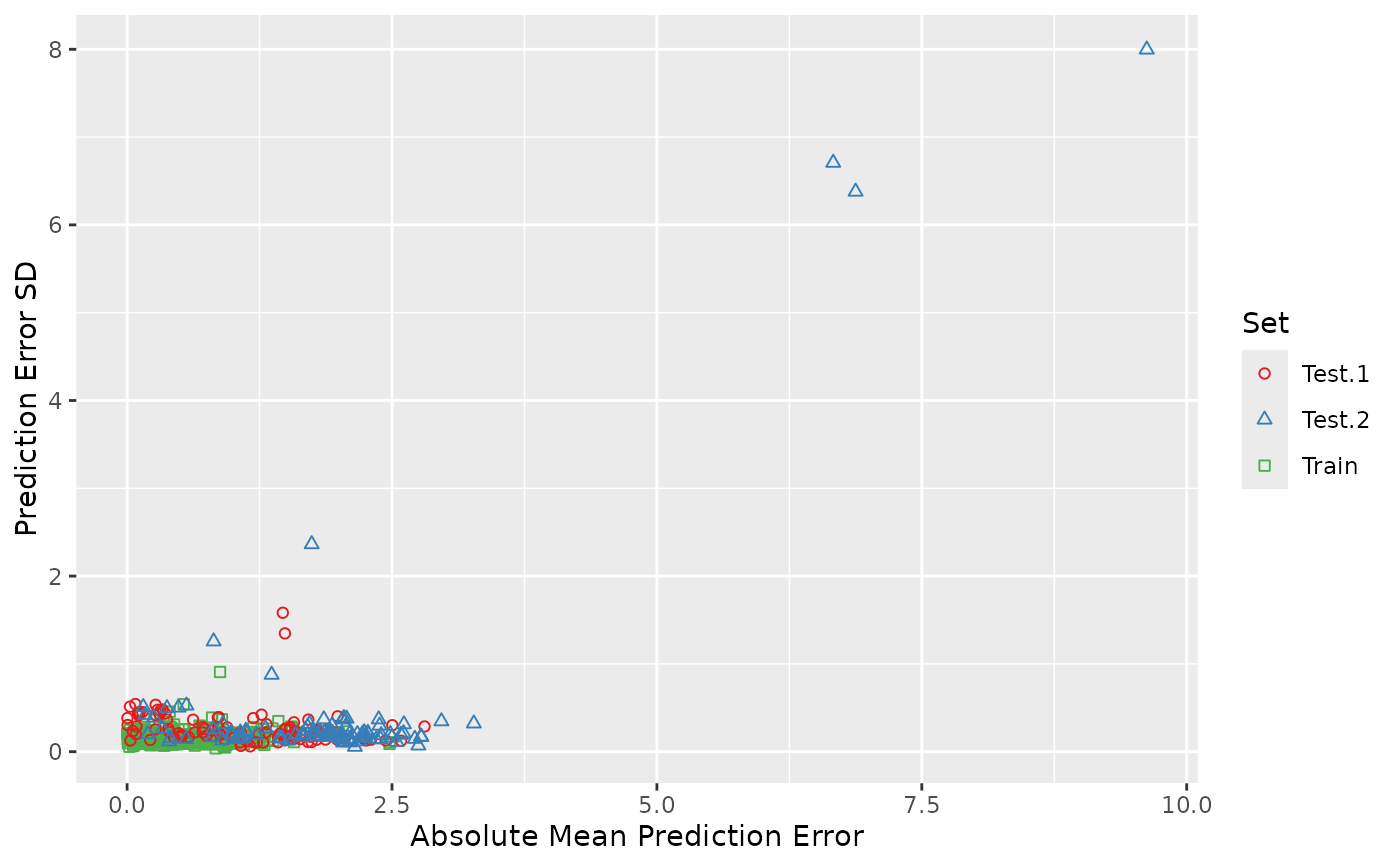 8
6
4
2
0
Prediction Error SD
0.0 2.5 5.0 7.5 10.0
Absolute Mean Prediction Error
Set
Test.1
Test.2
Train